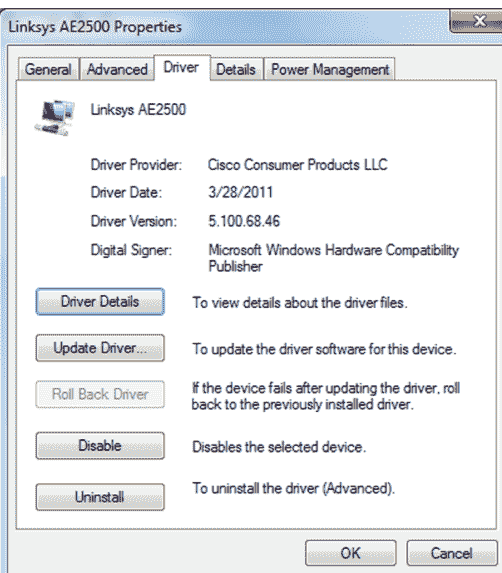 Linksys AE2500 Properties
General Advanced Driver Details Power Management
Linksys AE2500
Driver Provider: Cisco Consumer Products LLC
Driver Date: 3/28/2011
Driver Version: 5.100.68.46
Digital Signer: Microsoft Windows Hardware Compatibility
Publisher
Driver Details To view details about the driver files.
Update Driver... To update the driver software for this device.
Roll Back Driver If the device fails after updating the driver, roll
back to the previously installed driver.
Disable Disables the selected device.
Uninstall To uninstall the driver (Advanced).
OK Cancel